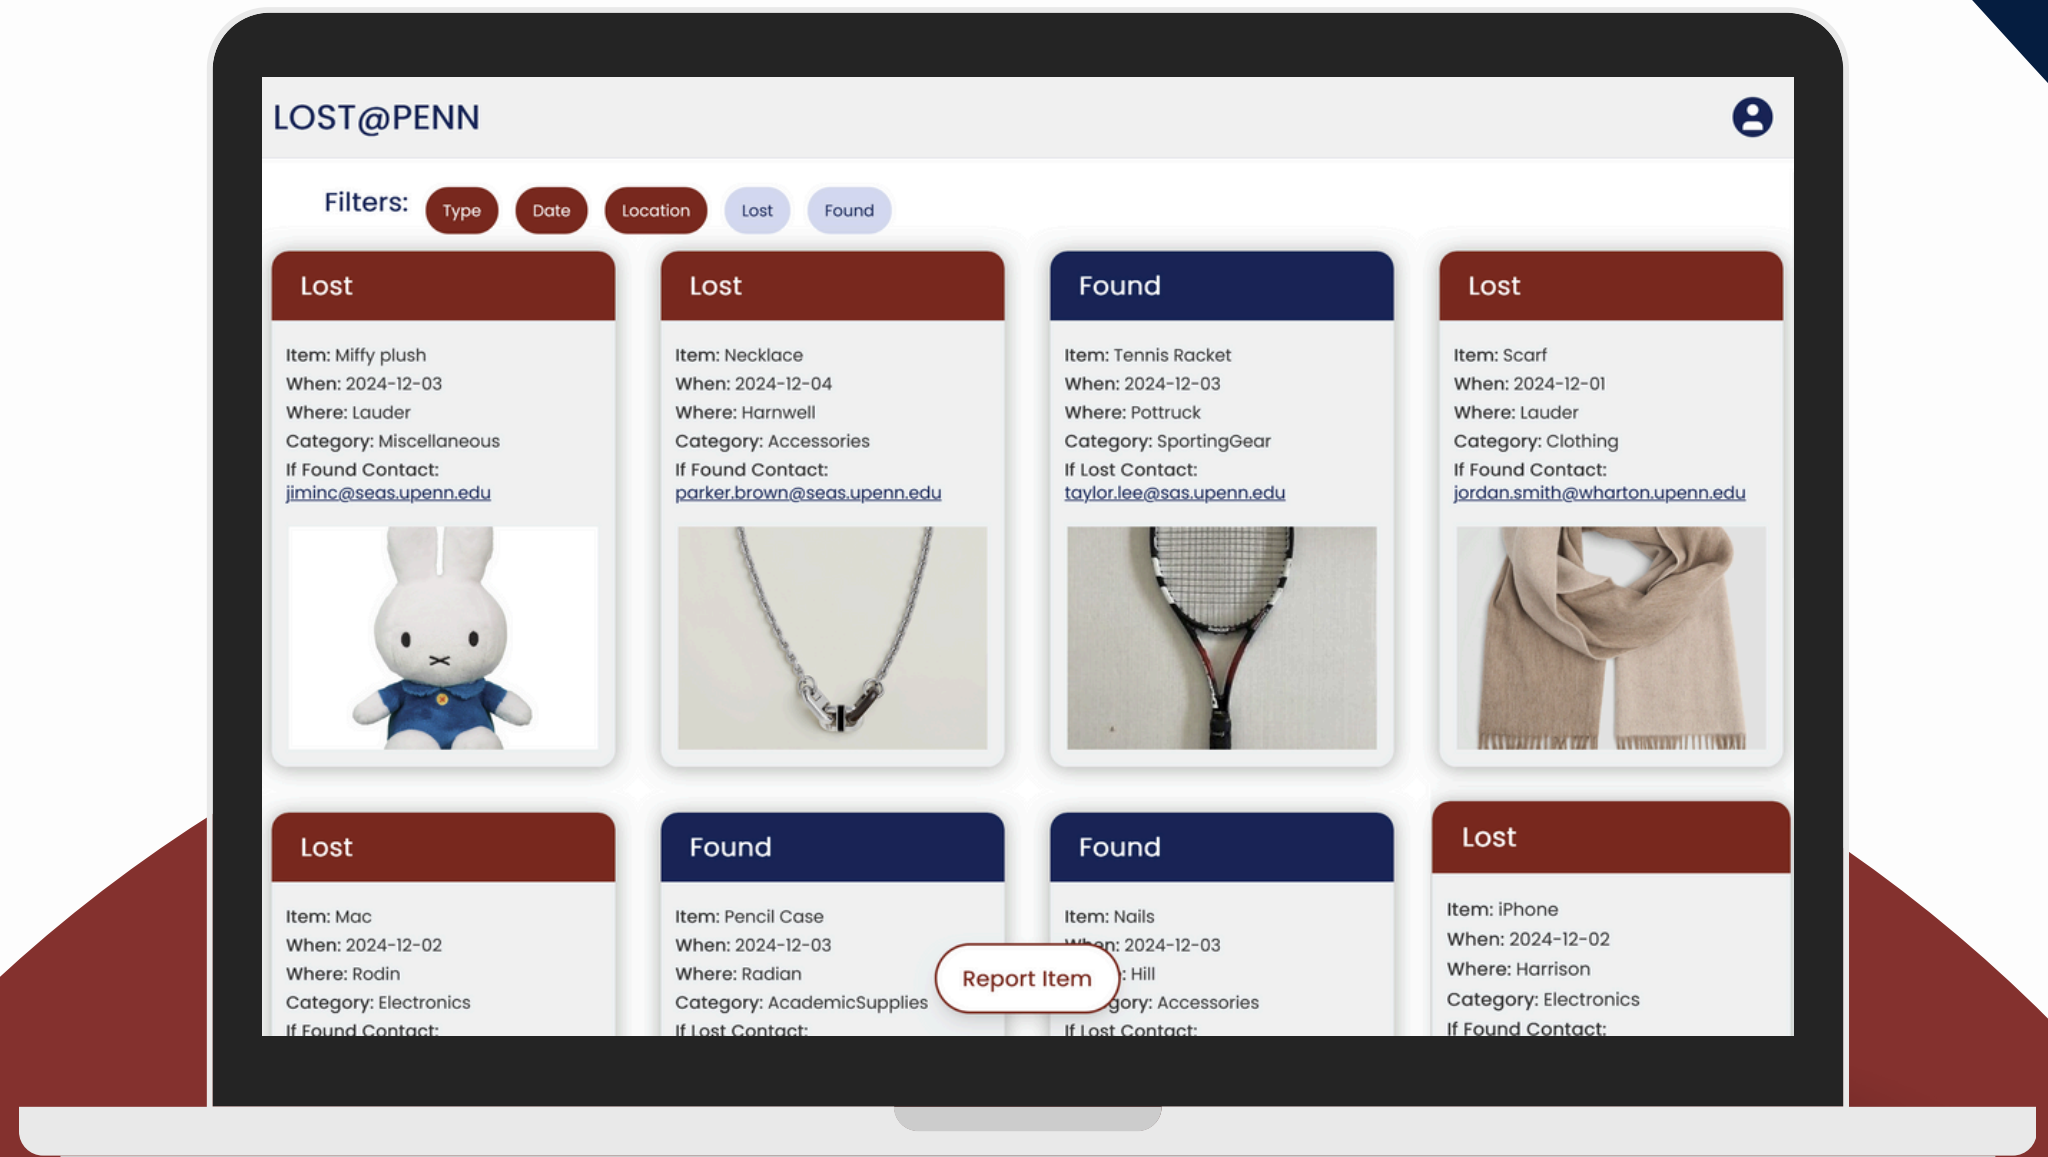 LOST@PENN
Filters:
Type
Date
Location
Lost
Found
Lost
Item: Miffy plush
When: 2024-12-03
Where: Lauder
Category: Miscellaneous
If Found Contact:
jiminc@seas.upenn.edu
Lost
Item: Necklace
When: 2024-12-04
Where: Harnwell
Category: Accessories
If Found Contact:
parker.brown@seas.upenn.edu
Found
Item: Tennis Racket
When: 2024-12-03
Where: Pottruck
Category: SportingGear
If Lost Contact:
taylor.lee@sas.upenn.edu
Lost
Item: Scarf
When: 2024-12-01
Where: Lauder
Category: Clothing
If Found Contact:
jordan.smith@wharton.upenn.edu
Lost
Item: Mac
When: 2024-12-02
Where: Rodin
Category: Electronics
If Found Contact:
Found
Item: Pencil Case
When: 2024-12-03
Where: Radian
Category: AcademicSupplies
If Lost Contact:
Found
Item: Nails
When: 2024-12-03
: Hill
gory: Accessories
If Lost Contact:
Lost
Item: iPhone
When: 2024-12-02
Where: Harrison
Category: Electronics
If Found Contact:
Report Item